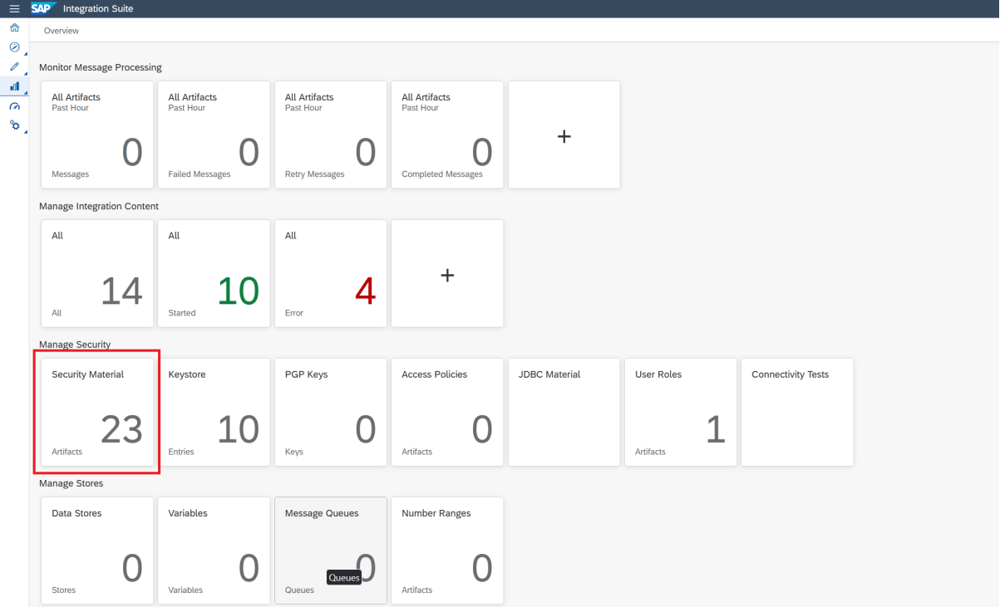 SAP Integration Suite
Overview
Monitor Message Processing
All Artifacts
Past Hour
0
Messages
All Artifacts
Past Hour
0
Failed Messages
All Artifacts
Past Hour
0
Retry Messages
All Artifacts
Past Hour
0
Completed Messages
+
Manage Integration Content
All
14
All
All
10
Started
All
4
Error
+
Manage Security
Security Material
23
Artifacts
Keystore
10
Entries
PGP Keys
0
Keys
Access Policies
0
Artifacts
JDBC Material
User Roles
1
Artifacts
Connectivity Tests
Manage Stores
Data Stores
0
Stores
Variables
0
Variables
Message Queues
0
Queues
Queues
Number Ranges
0
Artifacts